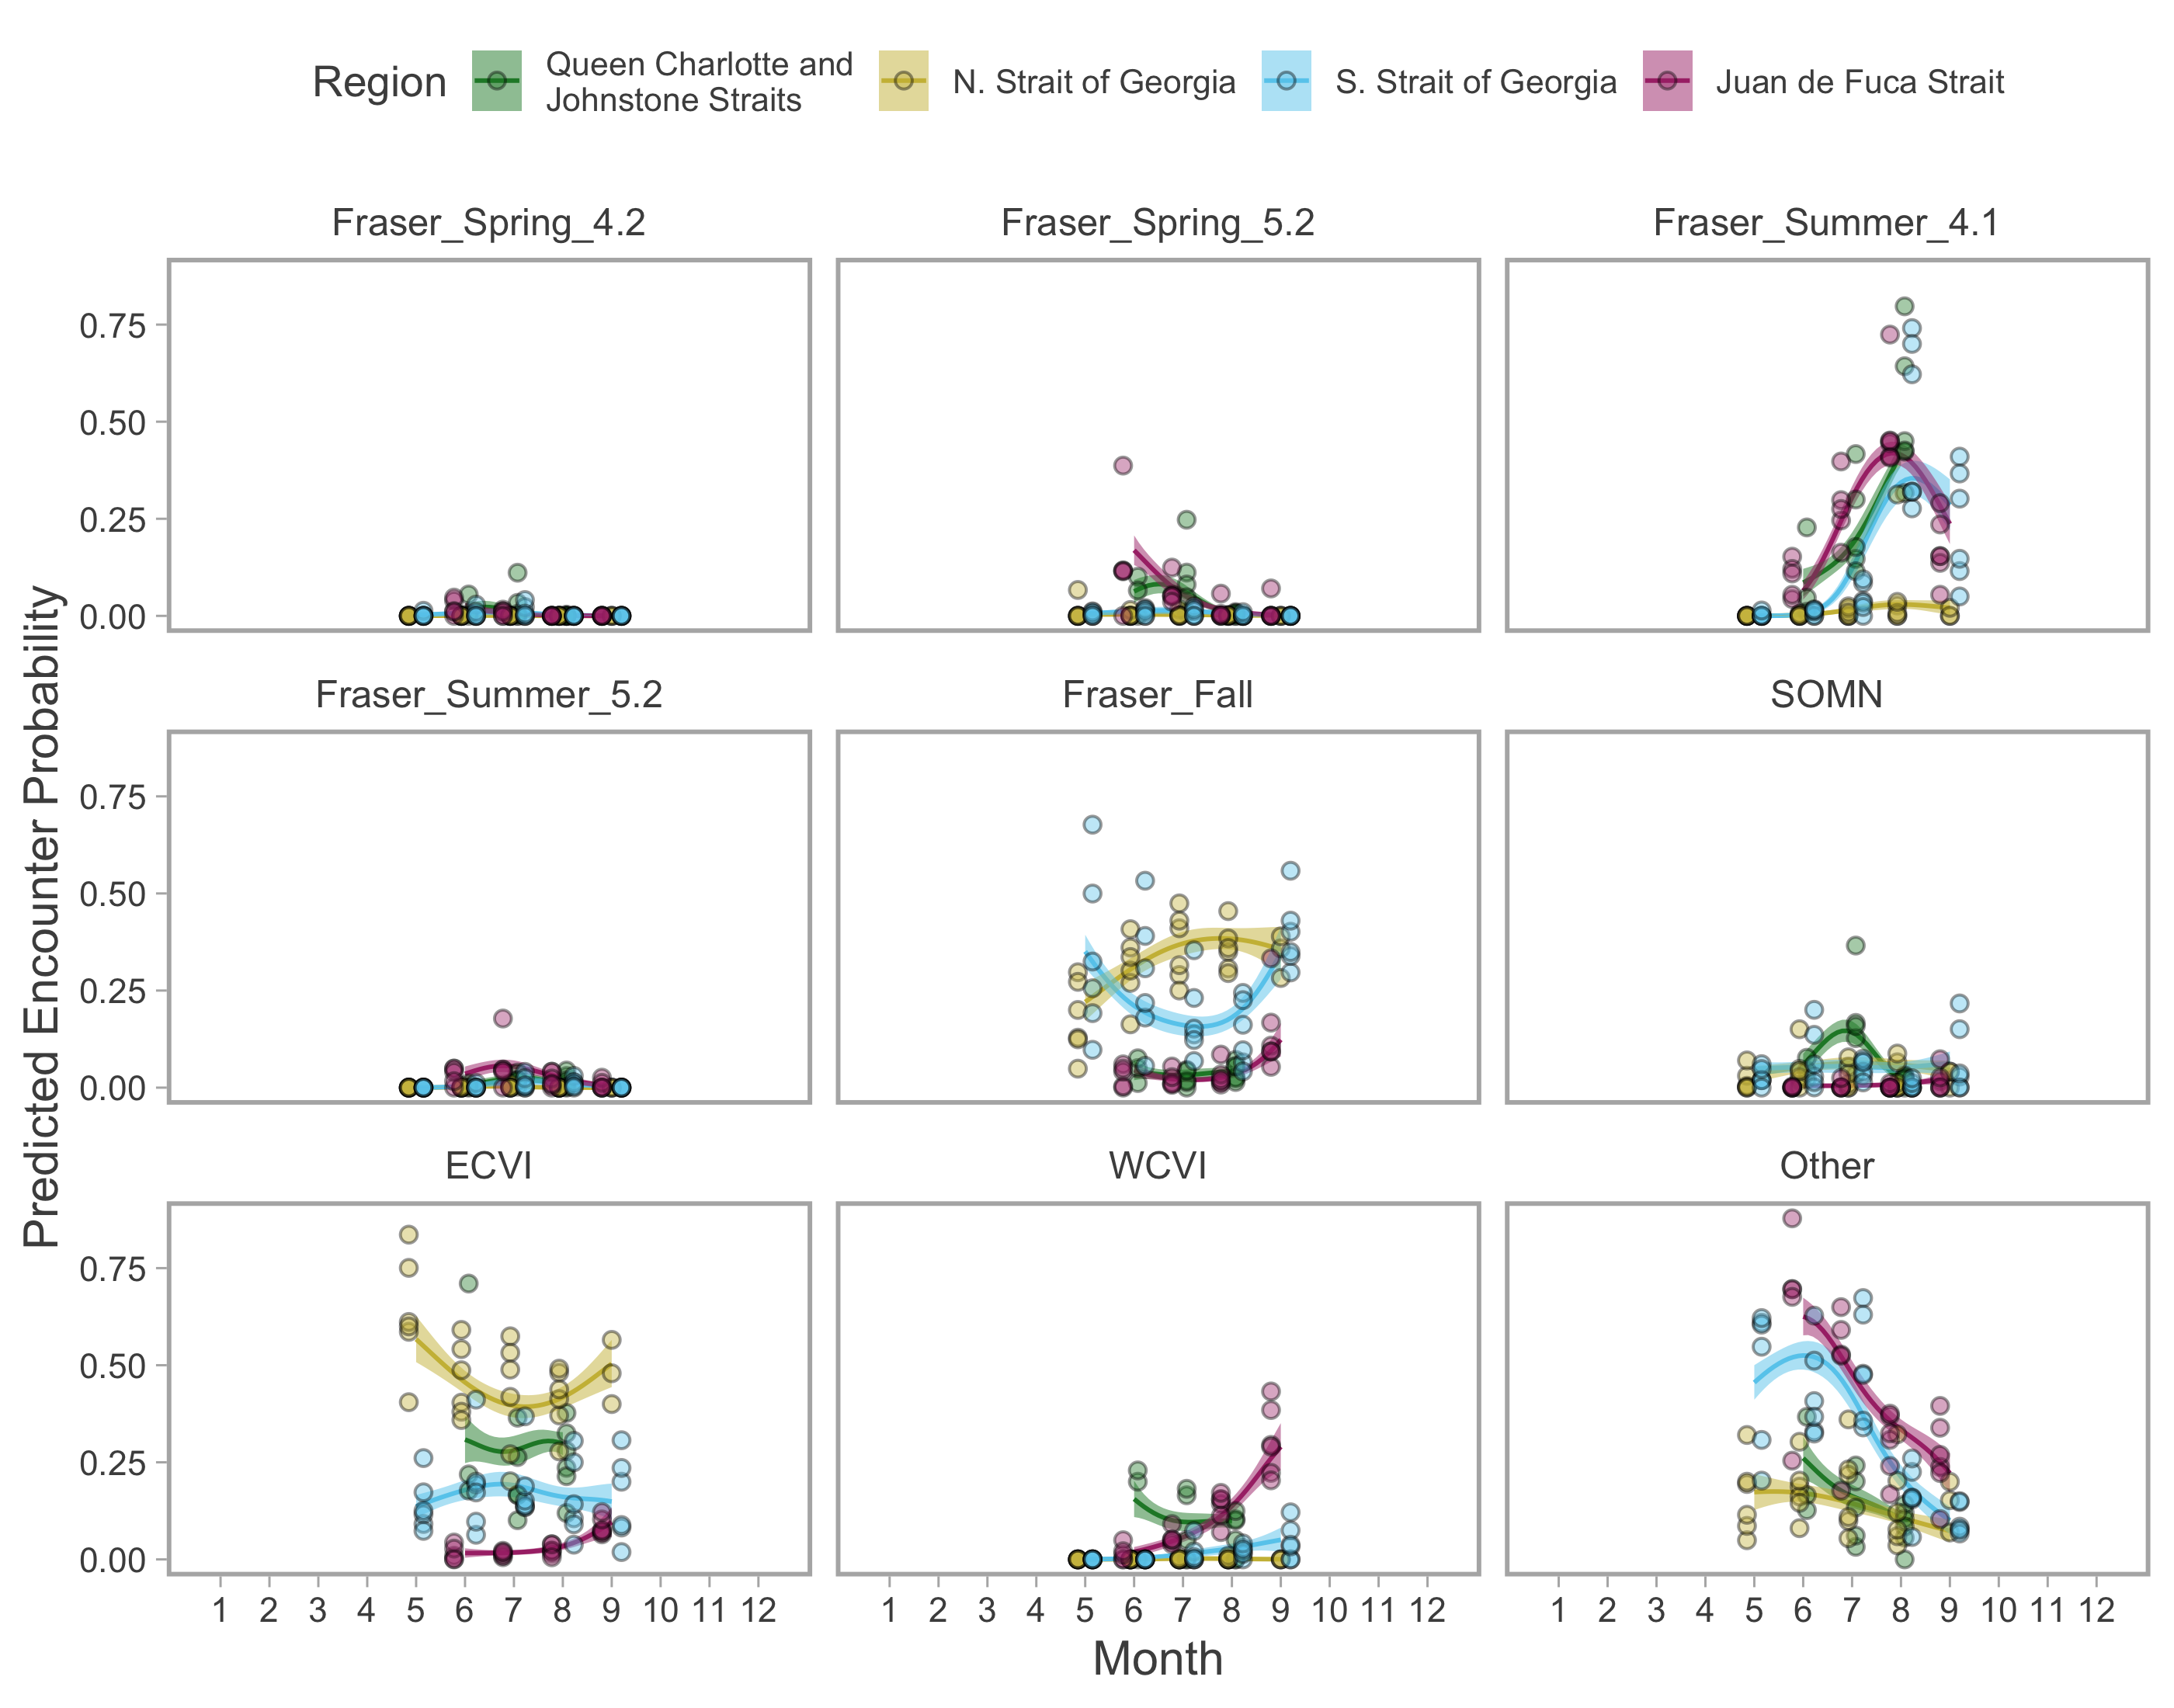 Region
Queen Charlotte and
Johnstone Straits
N. Strait of Georgia
S. Strait of Georgia
Juan de Fuca Strait
Fraser_Spring_4.2
Fraser_Spring_5.2
Fraser_Summer_4.1
0.75
0.50
0.25
0.00
Fraser_Summer_5.2
Fraser_Fall
SOMN
0.75
0.50
0.25
0.00
ECVI
WCVI
Other
0.75
0.50
0.25
0.00
1 2 3 4 5 6 7 8 9 10 11 12
1 2 3 4 5 6 7 8 9 10 11 12
1 2 3 4 5 6 7 8 9 10 11 12
Month
Predicted Encounter Probability